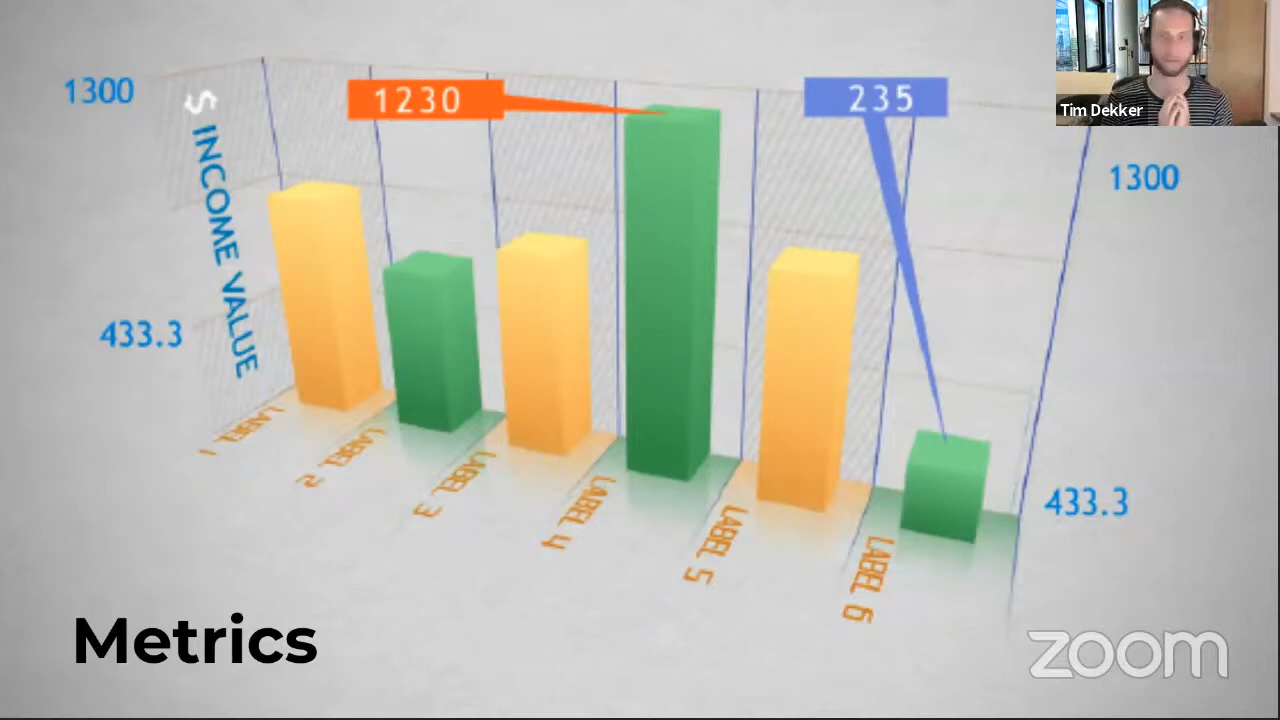 1300
1230
235
Tim Dekker
$ INCOME VALUE
1300
433.3
433.3
LABEL 1
LABEL 2
LABEL 3
LABEL 4
LABEL 5
LABEL 6
Metrics
zoom